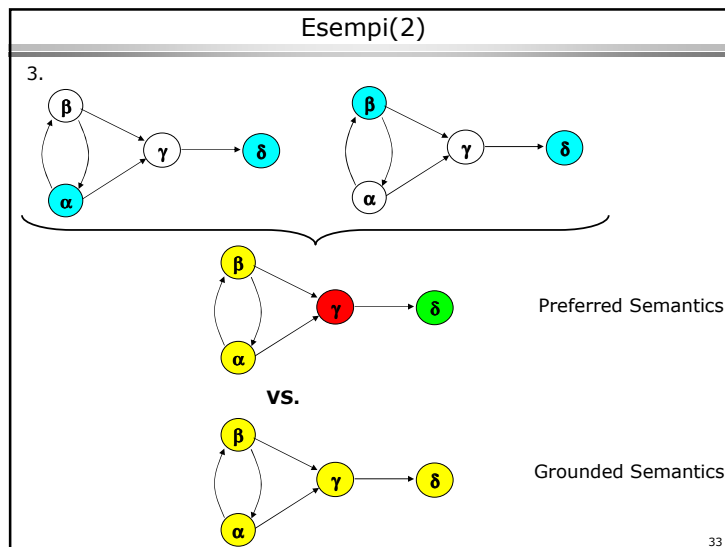 Esempi(2)
3.
β
γ
δ
α
β
γ
δ
α
β
γ
δ
Preferred Semantics
α
vs.
β
γ
δ
Grounded Semantics
α
33